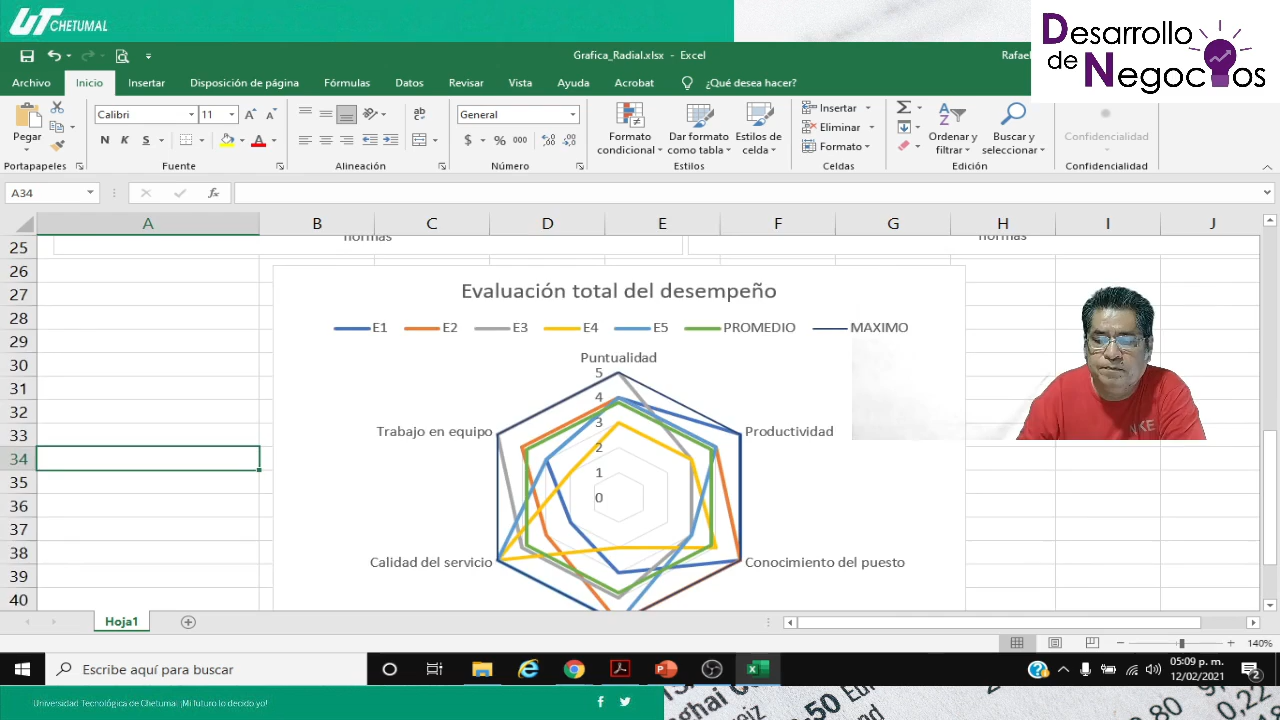 UT CHETUMAL
Desarrollo
de Negocios
Grafica_Radial.xlsx - Excel
Rafael
Archivo Inicio Insertar Disposición de página Fórmulas Datos Revisar Vista Ayuda Acrobat ¿Qué desea hacer?
Pegar
Calibri 11
N K S
General
$ % 000
Formato condicional
Dar formato como tabla
Estilos de celda
Insertar
Eliminar
Formato
Ordenar y filtrar
Buscar y seleccionar
Confidencialidad
Portapapeles Fuente Alineación Número Estilos Celdas Edición Confidencialidad
A34
A B C D E F G H I J
25
normas normas
26
27
28
29
30
31
32
33
34
35
36
37
38
39
40
Evaluación total del desempeño
E1 E2 E3 E4 E5 PROMEDIO MAXIMO
Puntualidad
5
4
3
2
1
0
Trabajo en equipo
Productividad
Calidad del servicio
Conocimiento del puesto
Hoja1
140%
Escribe aquí para buscar
05:09 p. m.
12/02/2021
2
Universidad Tecnológica de Chetumal. ¡Mi futuro lo decido yo!